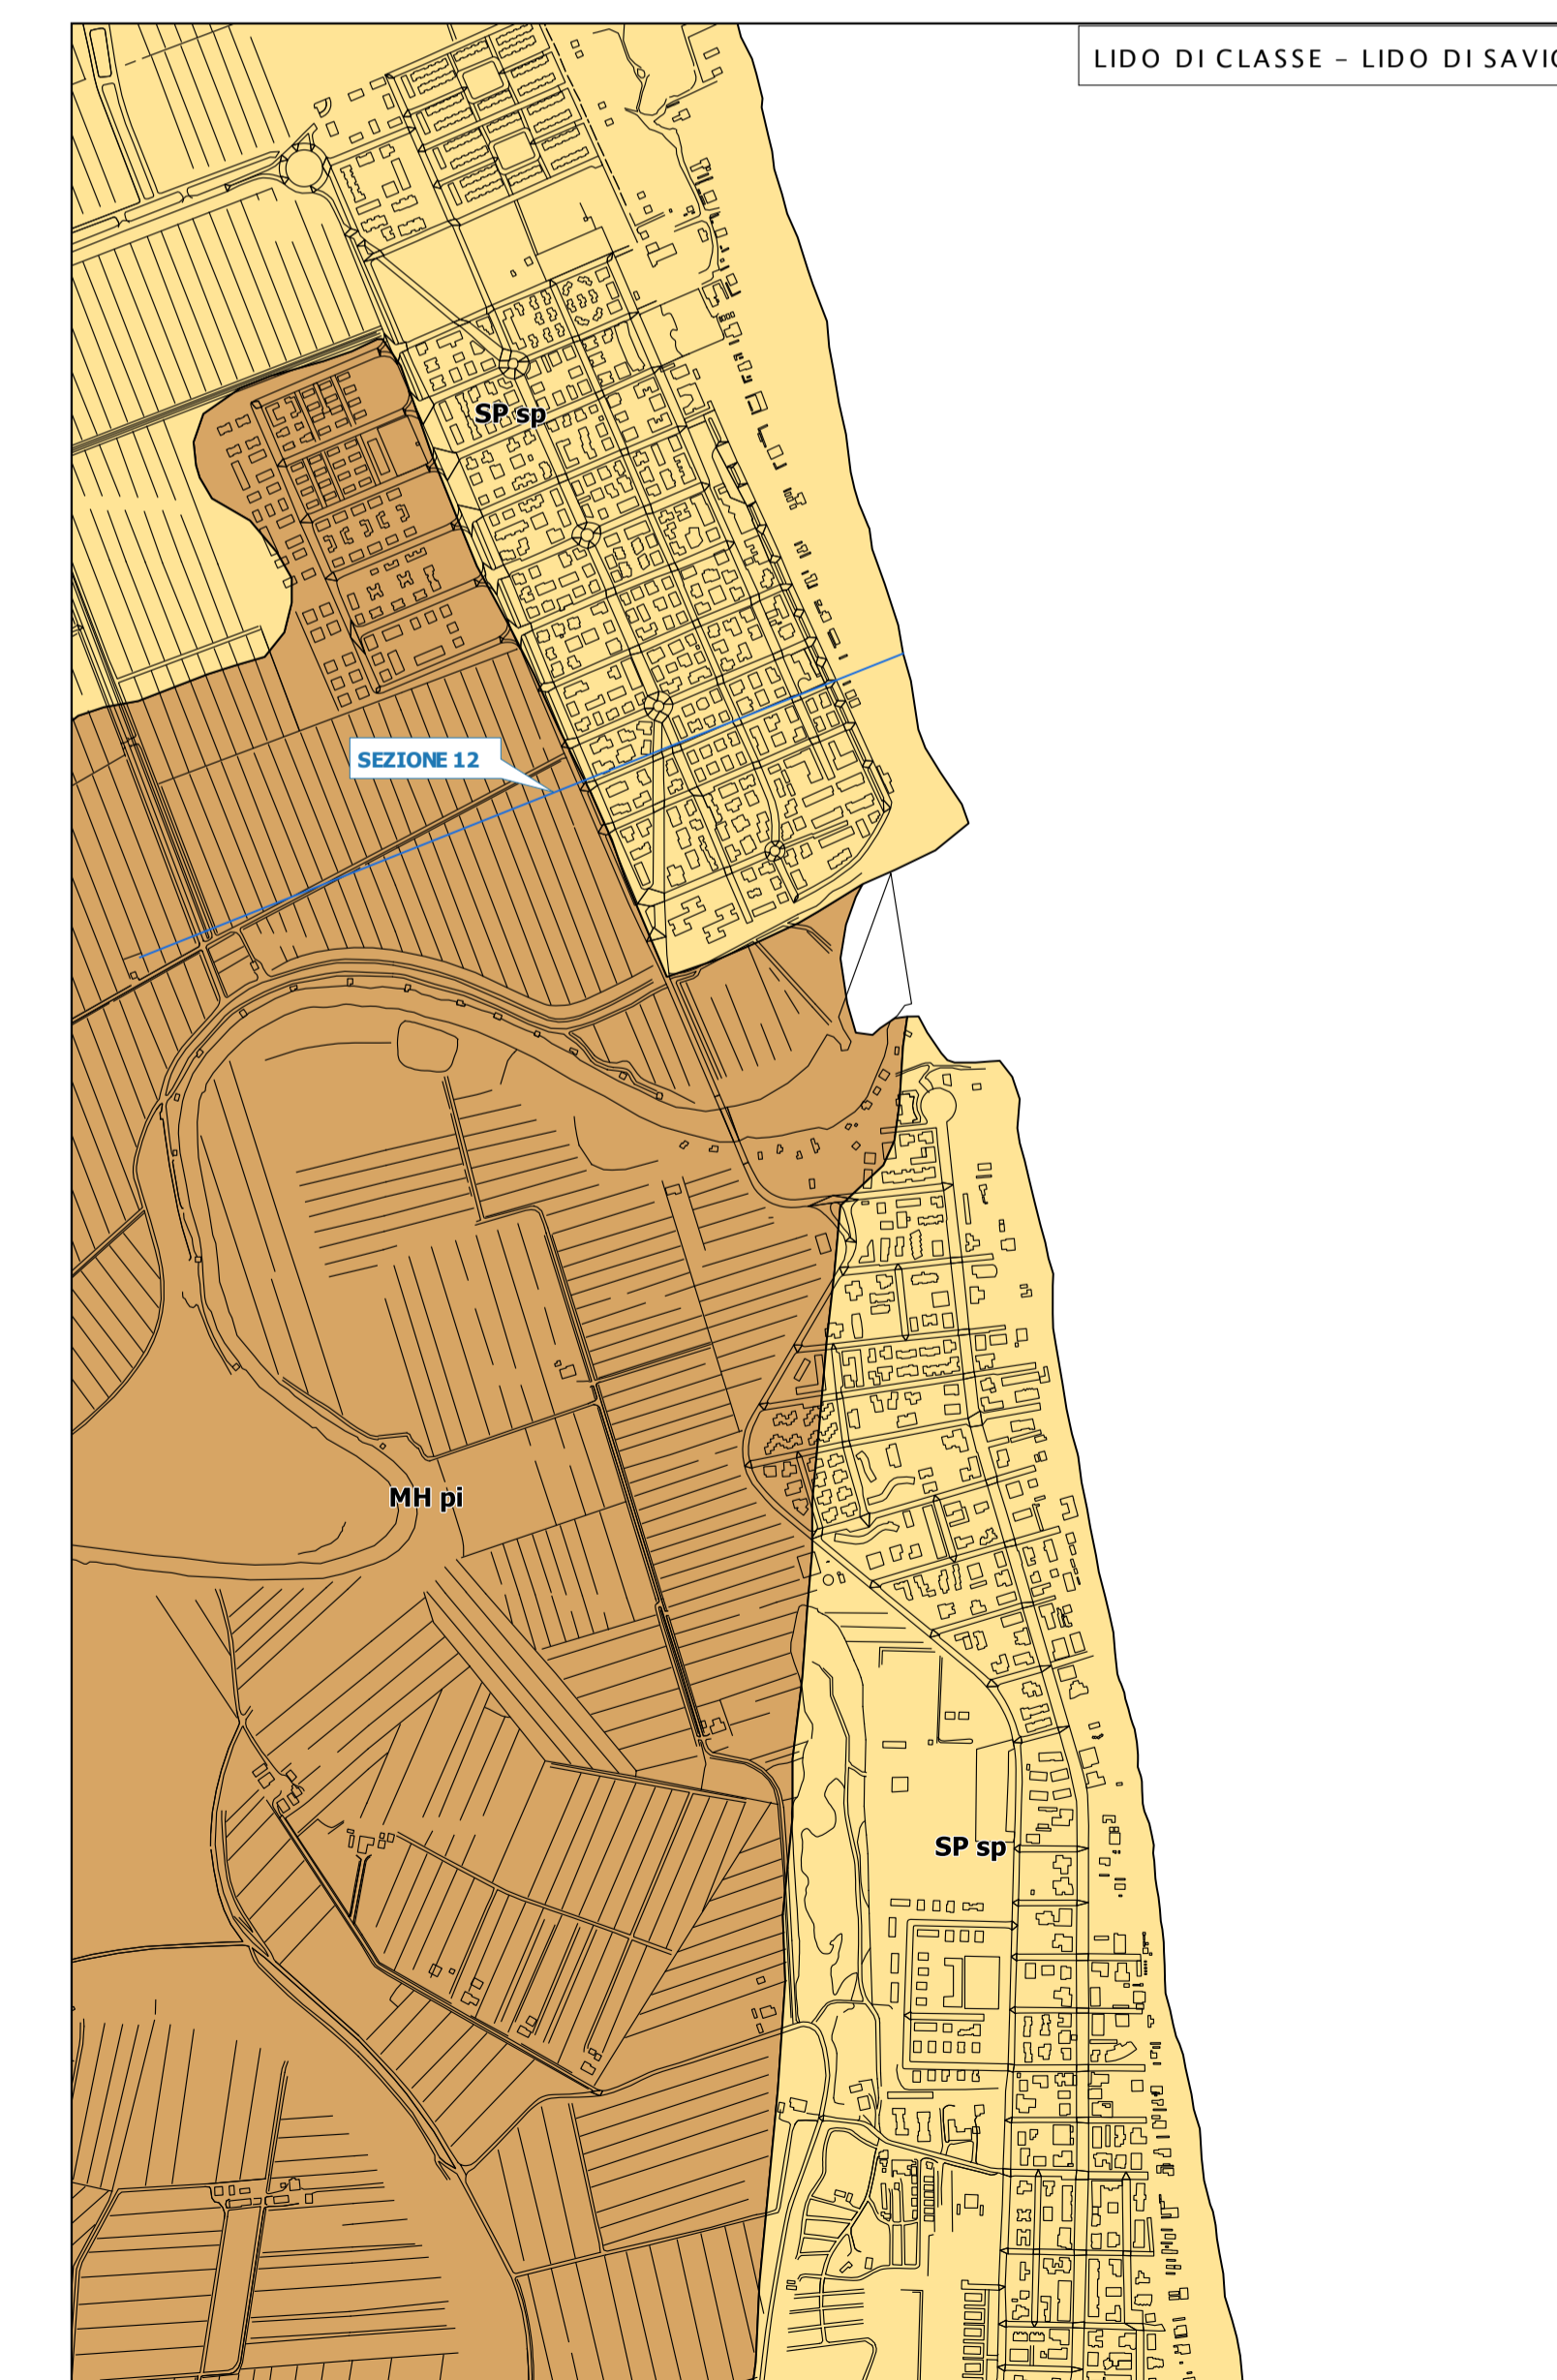 LIDO DI CLASSE – LIDO DI SAVIO
SP sp
SEZIONE 12
MH pi
SP sp